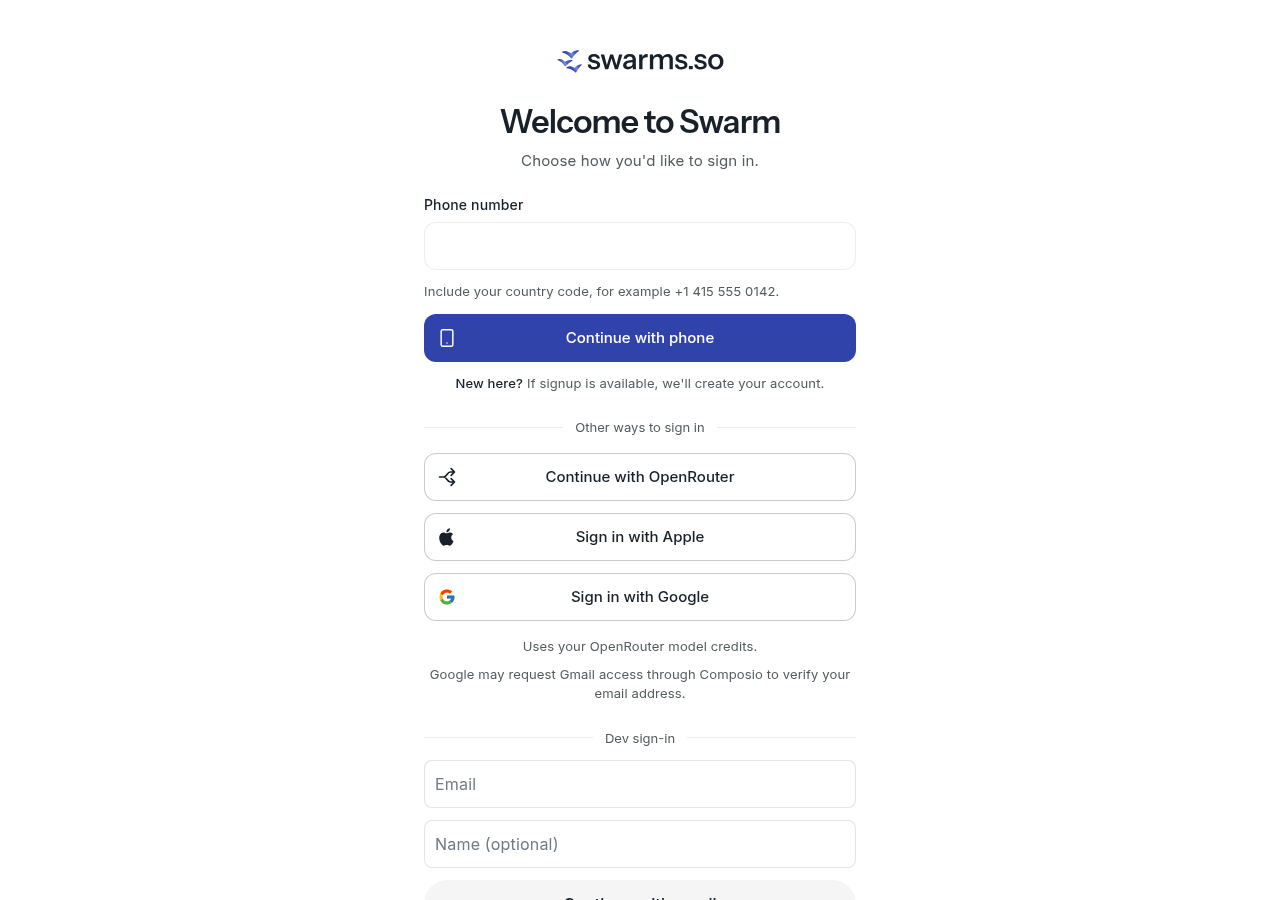 swarms.so
Welcome to Swarm
Choose how you'd like to sign in.
Phone number
Include your country code, for example +1 415 555 0142.
Continue with phone
New here? If signup is available, we'll create your account.
Other ways to sign in
Continue with OpenRouter
Sign in with Apple
Sign in with Google
Uses your OpenRouter model credits.
Google may request Gmail access through Composio to verify your
email address.
Dev sign-in
Email
Name (optional)